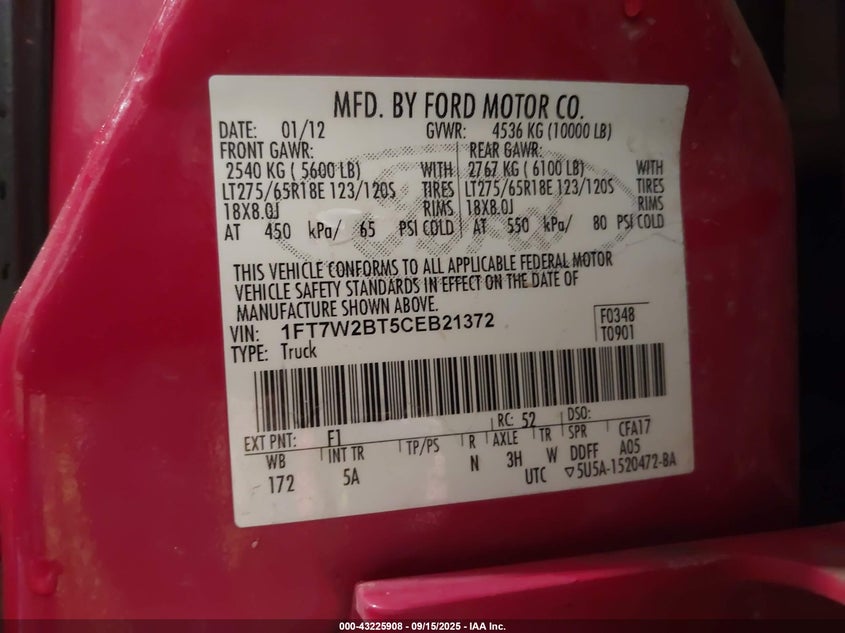 MFD. BY FORD MOTOR CO.
DATE: 01/12 GVWR: 4536 KG (10000 LB)
FRONT GAWR: REAR GAWR:
2540 KG ( 5600 LB) WITH 2767 KG ( 6100 LB) WITH
LT275/65R18E 123/120S TIRES LT275/65R18E 123/120S TIRES
18X8.0J RIMS 18X8.0J RIMS
AT 450 kPa/ 65 PSI COLD AT 550 kPa/ 80 PSI COLD
THIS VEHICLE CONFORMS TO ALL APPLICABLE FEDERAL MOTOR
VEHICLE SAFETY STANDARDS IN EFFECT ON THE DATE OF
MANUFACTURE SHOWN ABOVE.
VIN: 1FT7W2BT5CEB21372 F0348
TYPE: Truck T0901
EXT PNT: F1 RC: 52 DSO:
WB INT TR TP/PS R AXLE TR SPR CFA17
172 5A N 3H W DDFF A05
UTC ▽5U5A-1520472-BA
000-43225908 - 09/15/2025 - IAA Inc.